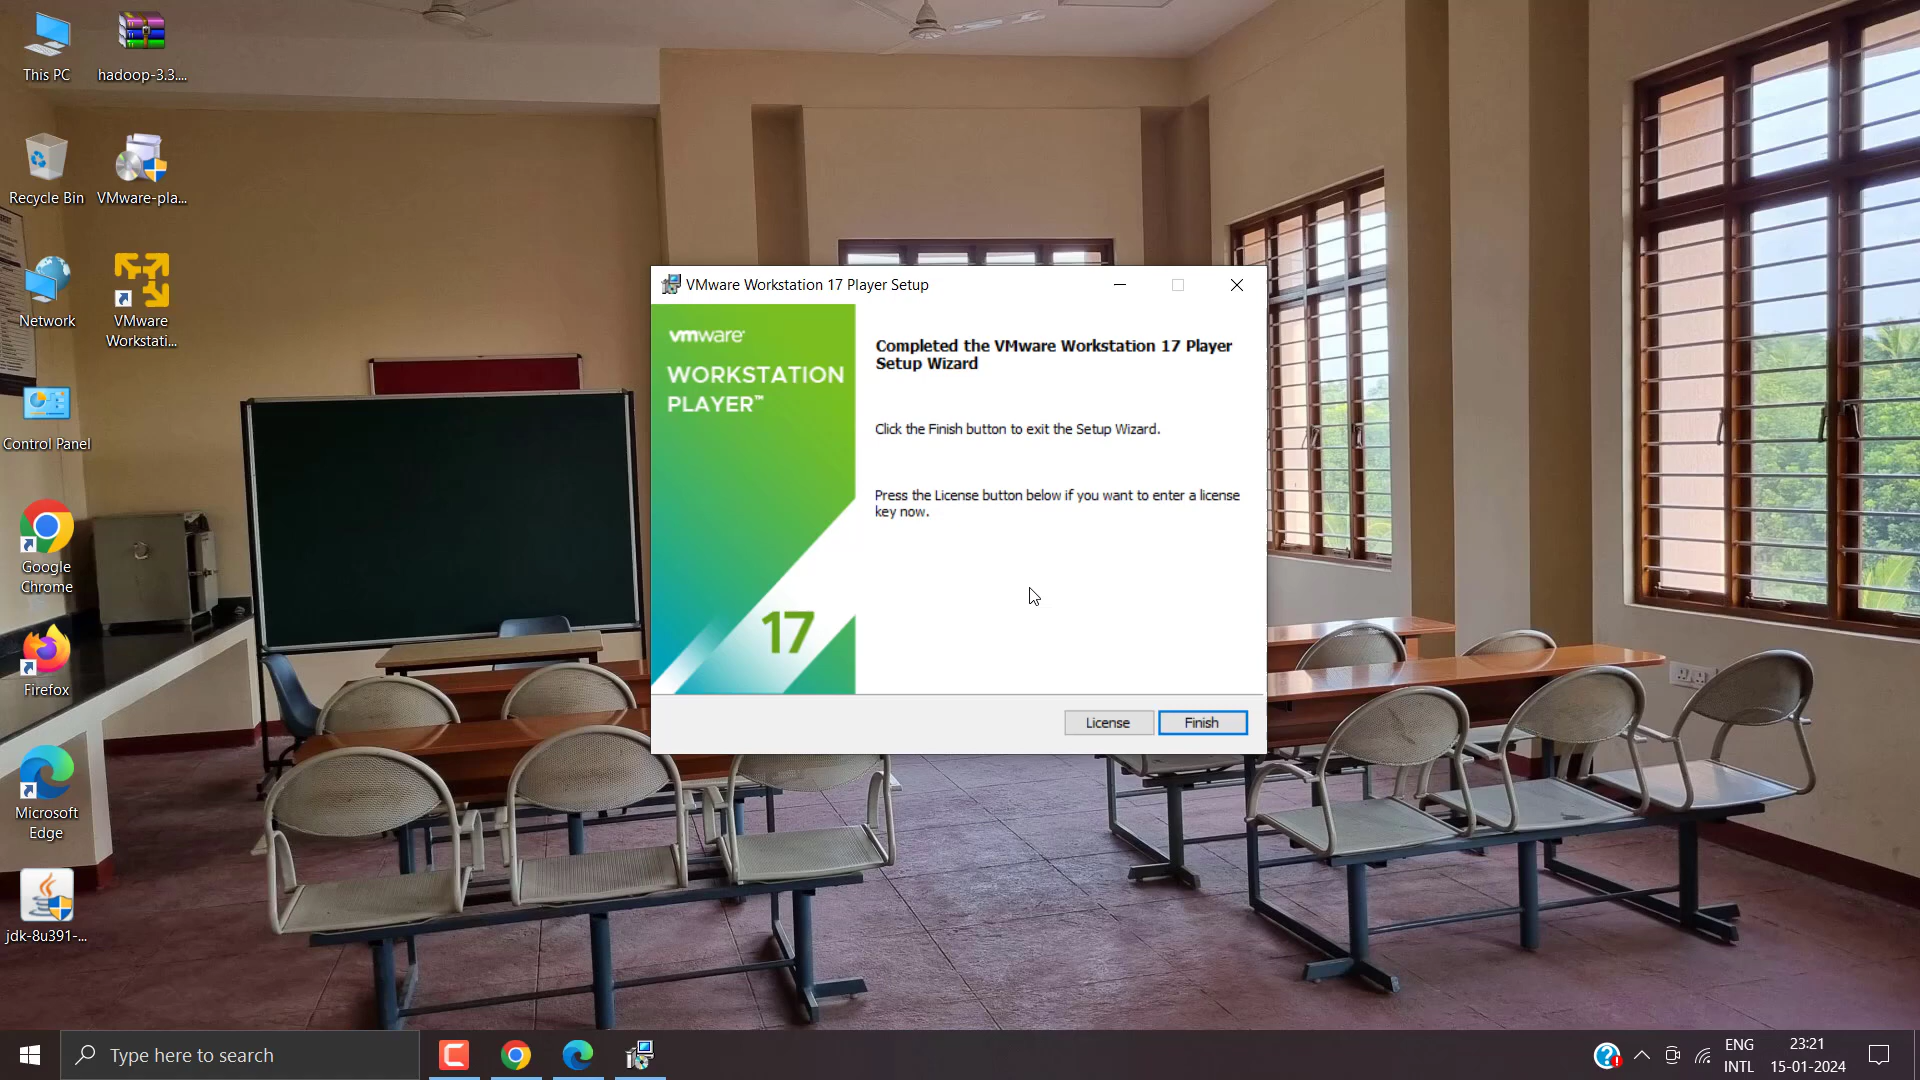 This PC
hadoop-3.3....
Recycle Bin
VMware-pla...
Network
VMware
Workstati...
Control Panel
Google
Chrome
Firefox
Microsoft
Edge
jdk-8u391-...
VMware Workstation 17 Player Setup
vmware
WORKSTATION
PLAYER™
17
Completed the VMware Workstation 17 Player
Setup Wizard
Click the Finish button to exit the Setup Wizard.
Press the License button below if you want to enter a license
key now.
License
Finish
Type here to search
ENG
INTL
23:21
15-01-2024